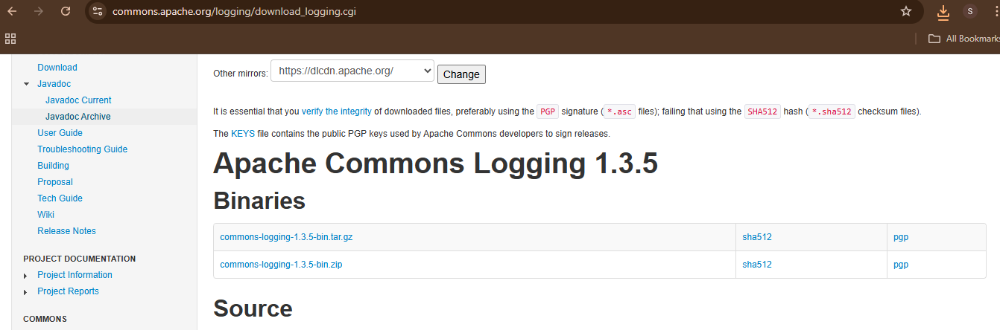 commons.apache.org/logging/download_logging.cgi
S
All Bookmarks
Download
Javadoc
Javadoc Current
Javadoc Archive
User Guide
Troubleshooting Guide
Building
Proposal
Tech Guide
Wiki
Release Notes
PROJECT DOCUMENTATION
Project Information
Project Reports
COMMONS
Other mirrors: https://dlcdn.apache.org/ Change
It is essential that you verify the integrity of downloaded files, preferably using the PGP signature (*.asc files); failing that using the SHA512 hash (*.sha512 checksum files).
The KEYS file contains the public PGP keys used by Apache Commons developers to sign releases.
Apache Commons Logging 1.3.5
Binaries
commons-logging-1.3.5-bin.tar.gz sha512 pgp
commons-logging-1.3.5-bin.zip sha512 pgp
Source